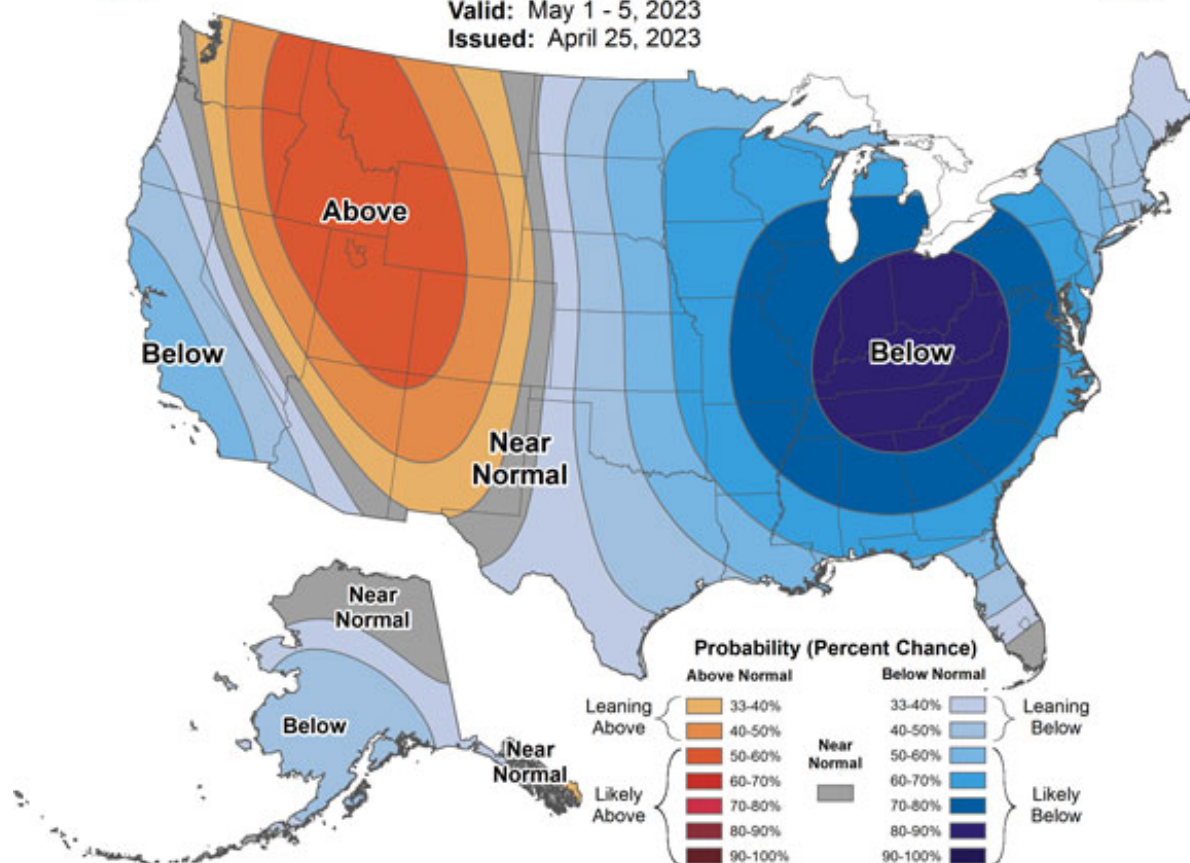 Valid: May 1 - 5, 2023
Issued: April 25, 2023
Above
Below
Below
Near
Normal
Near
Normal
Below
Near
Normal
Probability (Percent Chance)
Above Normal
Below Normal
Leaning
Above
33-40%
40-50%
50-60%
60-70%
70-80%
80-90%
90-100%
Likely
Above
Near
Normal
33-40%
40-50%
50-60%
60-70%
70-80%
80-90%
90-100%
Leaning
Below
Likely
Below